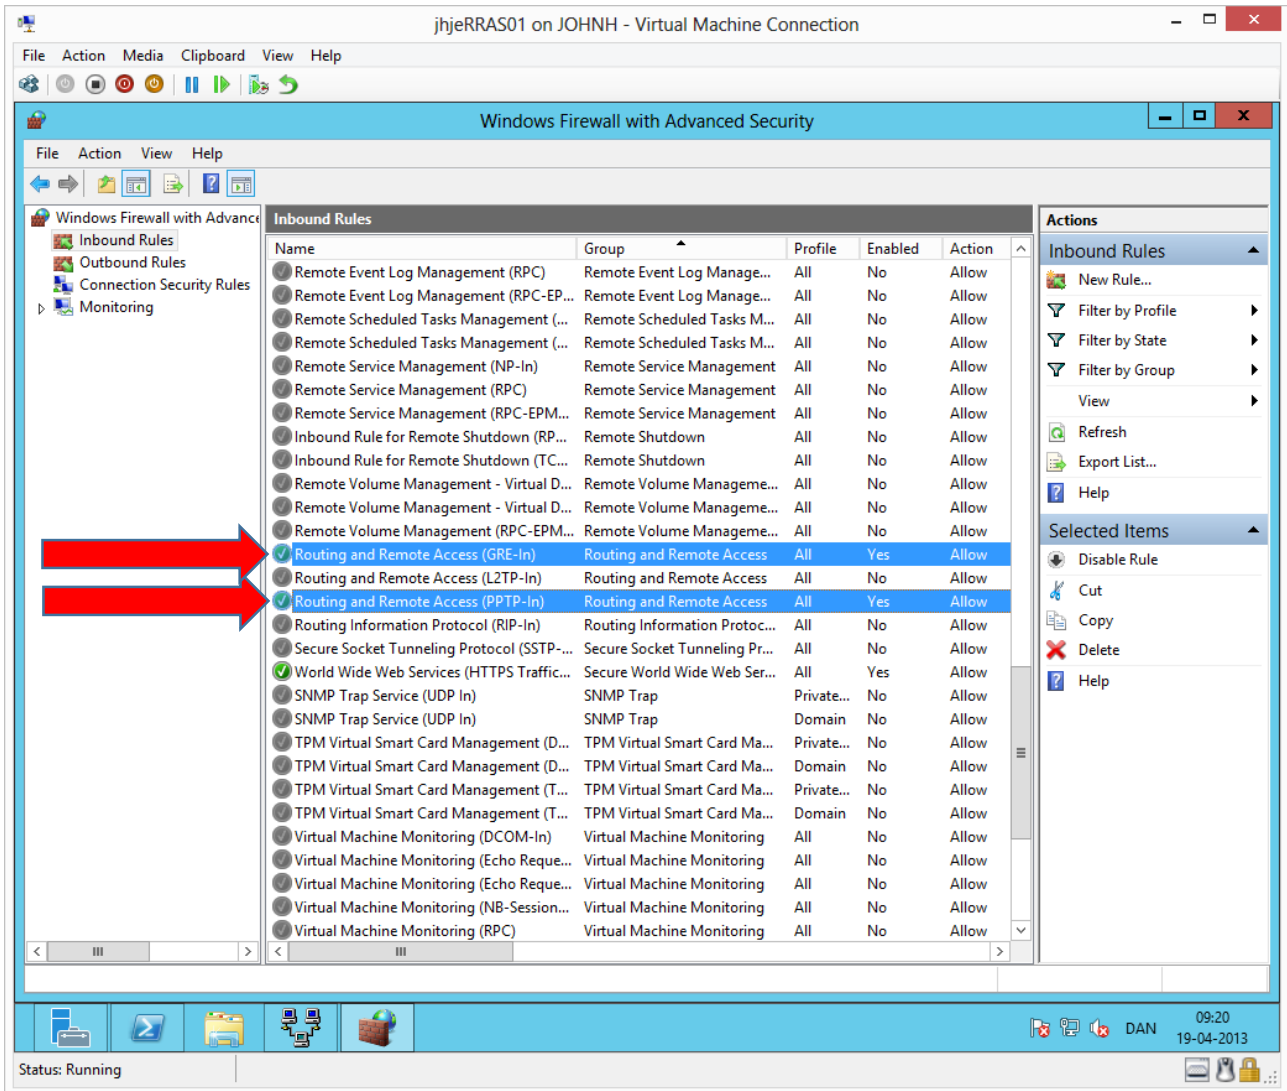 jhjeRRAS01 on JOHNH - Virtual Machine Connection
File Action Media Clipboard View Help
Windows Firewall with Advanced Security
File Action View Help
Windows Firewall with Advance
Inbound Rules
Outbound Rules
Connection Security Rules
Monitoring
Inbound Rules
Name Group Profile Enabled Action
Remote Event Log Management (RPC) Remote Event Log Manage... All No Allow
Remote Event Log Management (RPC-EP... Remote Event Log Manage... All No Allow
Remote Scheduled Tasks Management (... Remote Scheduled Tasks M... All No Allow
Remote Scheduled Tasks Management (... Remote Scheduled Tasks M... All No Allow
Remote Service Management (NP-In) Remote Service Management All No Allow
Remote Service Management (RPC) Remote Service Management All No Allow
Remote Service Management (RPC-EPM... Remote Service Management All No Allow
Inbound Rule for Remote Shutdown (RP... Remote Shutdown All No Allow
Inbound Rule for Remote Shutdown (TC... Remote Shutdown All No Allow
Remote Volume Management - Virtual D... Remote Volume Manageme... All No Allow
Remote Volume Management - Virtual D... Remote Volume Manageme... All No Allow
Remote Volume Management (RPC-EPM... Remote Volume Manageme... All No Allow
Routing and Remote Access (GRE-In) Routing and Remote Access All Yes Allow
Routing and Remote Access (L2TP-In) Routing and Remote Access All No Allow
Routing and Remote Access (PPTP-In) Routing and Remote Access All Yes Allow
Routing Information Protocol (RIP-In) Routing Information Protoc... All No Allow
Secure Socket Tunneling Protocol (SSTP-... Secure Socket Tunneling Pr... All No Allow
World Wide Web Services (HTTPS Traffic... Secure World Wide Web Ser... All Yes Allow
SNMP Trap Service (UDP In) SNMP Trap Private... No Allow
SNMP Trap Service (UDP In) SNMP Trap Domain No Allow
TPM Virtual Smart Card Management (D... TPM Virtual Smart Card Ma... Private... No Allow
TPM Virtual Smart Card Management (D... TPM Virtual Smart Card Ma... Domain No Allow
TPM Virtual Smart Card Management (T... TPM Virtual Smart Card Ma... Private... No Allow
TPM Virtual Smart Card Management (T... TPM Virtual Smart Card Ma... Domain No Allow
Virtual Machine Monitoring (DCOM-In) Virtual Machine Monitoring All No Allow
Virtual Machine Monitoring (Echo Reque... Virtual Machine Monitoring All No Allow
Virtual Machine Monitoring (Echo Reque... Virtual Machine Monitoring All No Allow
Virtual Machine Monitoring (NB-Session... Virtual Machine Monitoring All No Allow
Virtual Machine Monitoring (RPC) Virtual Machine Monitoring All No Allow
Actions
Inbound Rules
New Rule...
Filter by Profile
Filter by State
Filter by Group
View
Refresh
Export List...
Help
Selected Items
Disable Rule
Cut
Copy
Delete
Help
DAN
09:20
19-04-2013
Status: Running